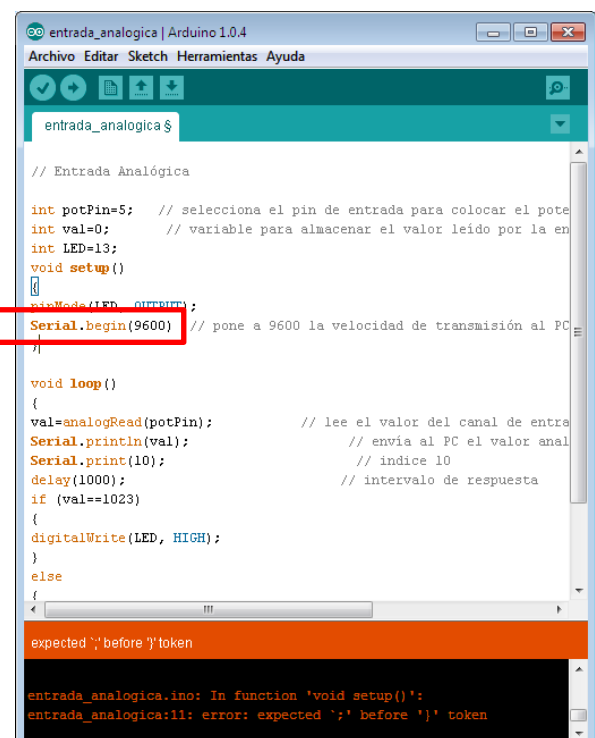 entrada_analogica | Arduino 1.0.4
Archivo Editar Sketch Herramientas Ayuda
entrada_analogica §
// Entrada Analógica
int potPin=5;   // selecciona el pin de entrada para colocar el pote
int val=0;       // variable para almacenar el valor leído por la en
int LED=13;
void setup()
{
pinMode(LED, OUTPUT);
Serial.begin(9600)  // pone a 9600 la velocidad de transmisión al PC
}
void loop()
{
val=analogRead(potPin);           // lee el valor del canal de entra
Serial.println(val);                    // envía al PC el valor anal
Serial.print(10);                        // indice 10
delay(1000);                           // intervalo de respuesta
if (val==1023)
{
digitalWrite(LED, HIGH);
}
else
{
expected `;' before '}' token
entrada_analogica.ino: In function 'void setup()':
entrada_analogica:11: error: expected `;' before '}' token